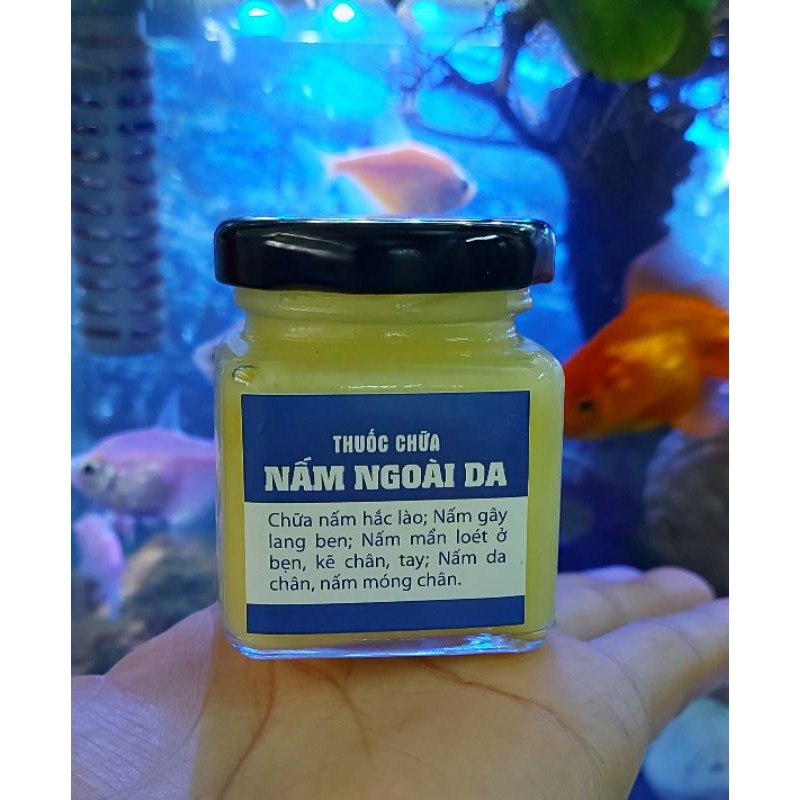 THUỐC CHỮA
NẤM NGOÀI DA
Chữa nấm hắc lào; Nấm gây
lang ben; Nấm mẩn loét ở
bẹn, kẽ chân, tay; Nấm da
chân, nấm móng chân.